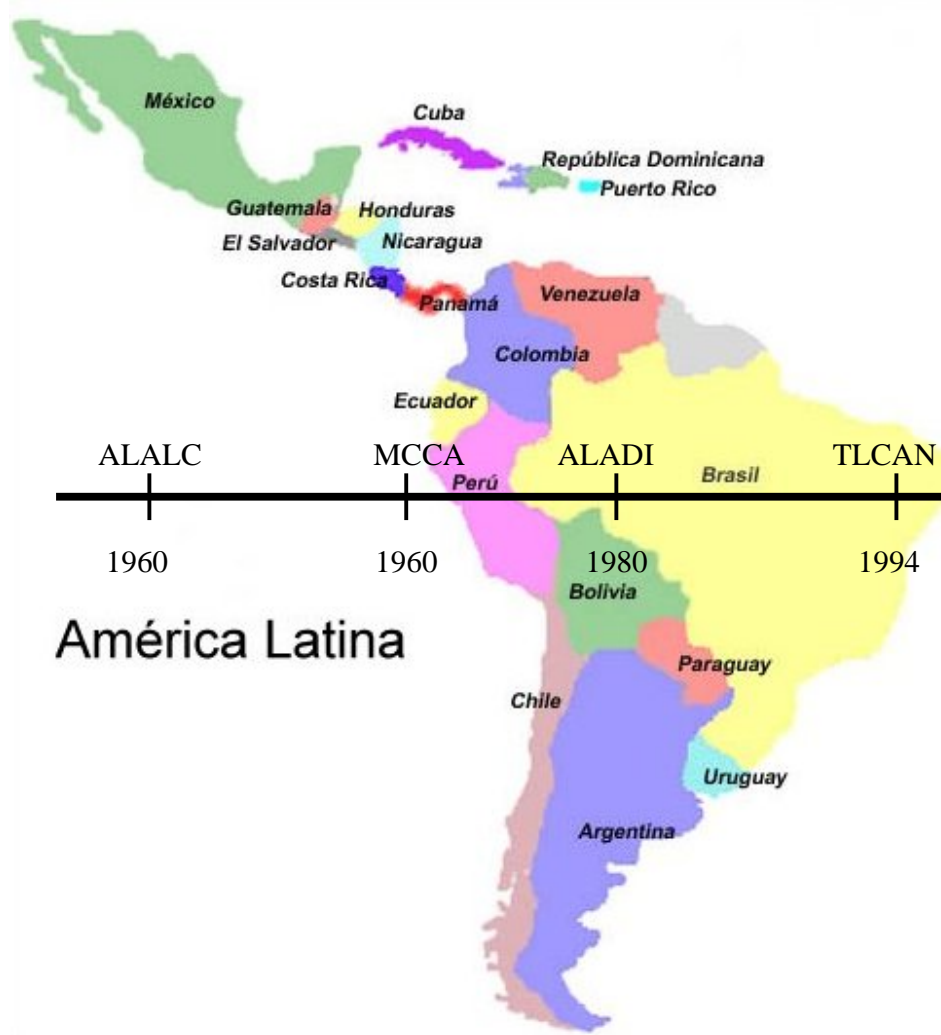 México
Cuba
República Dominicana
Puerto Rico
Guatemala
Honduras
El Salvador
Nicaragua
Costa Rica
Panamá
Venezuela
Colombia
Ecuador
ALALC MCCA ALADI TLCAN
Perú
Brasil
1960 1960 1980 1994
Bolivia
América Latina
Paraguay
Chile
Uruguay
Argentina